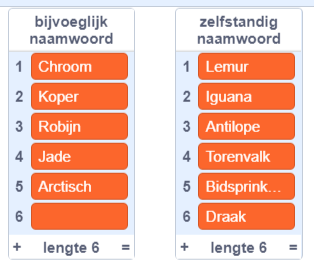 bijvoeglijk
naamwoord
1 Chroom
2 Koper
3 Robijn
4 Jade
5 Arctisch
6
+ lengte 6 =
zelfstandig
naamwoord
1 Lemur
2 Iguana
3 Antilope
4 Torenvalk
5 Bidsprink...
6 Draak
+ lengte 6 =